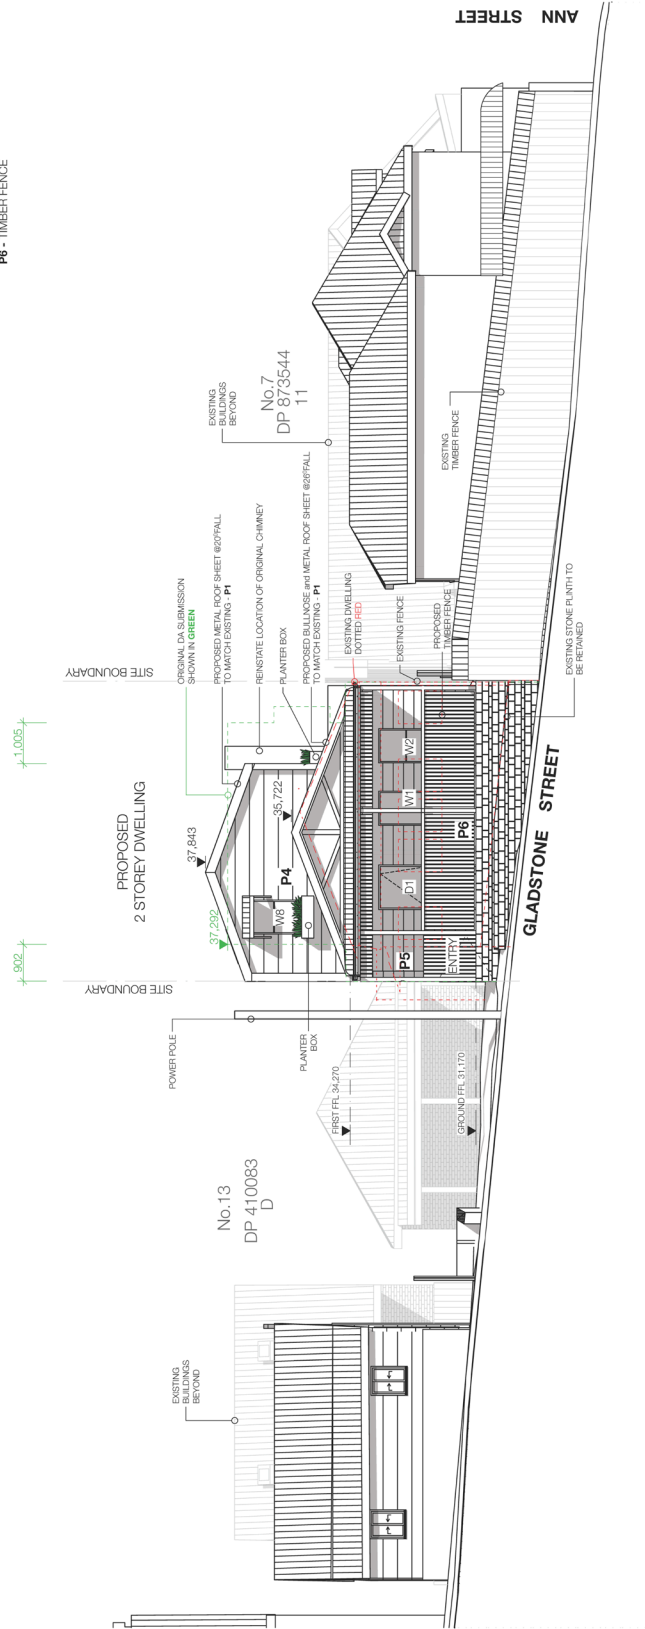 P6 - TIMBER FENCE
ANN STREET
EXISTING
BUILDINGS
BEYOND
No.7
DP 873544
11
EXISTING
TIMBER FENCE
ORIGINAL DA SUBMISSION
SHOWN IN GREEN
PROPOSED METAL ROOF SHEET @20°FALL
TO MATCH EXISTING - P1
REINSTATE LOCATION OF ORIGINAL CHIMNEY
PLANTER BOX
PROPOSED BULLNOSE and METAL ROOF SHEET @26°FALL
TO MATCH EXISTING - P1
EXISTING DWELLING
DOTTED RED
EXISTING FENCE
PROPOSED
TIMBER FENCE
EXISTING STONE PLINTH TO
BE RETAINED
SITE BOUNDARY
1,005
PROPOSED
2 STOREY DWELLING
37,843
35,722
37,292
902
P4
W8
W2
W1
D1
P6
P5
ENTRY
GLADSTONE STREET
SITE BOUNDARY
POWER POLE
PLANTER
BOX
FIRST FFL 34,270
GROUND FFL 31,170
No.13
DP 410083
D
EXISTING
BUILDINGS
BEYOND